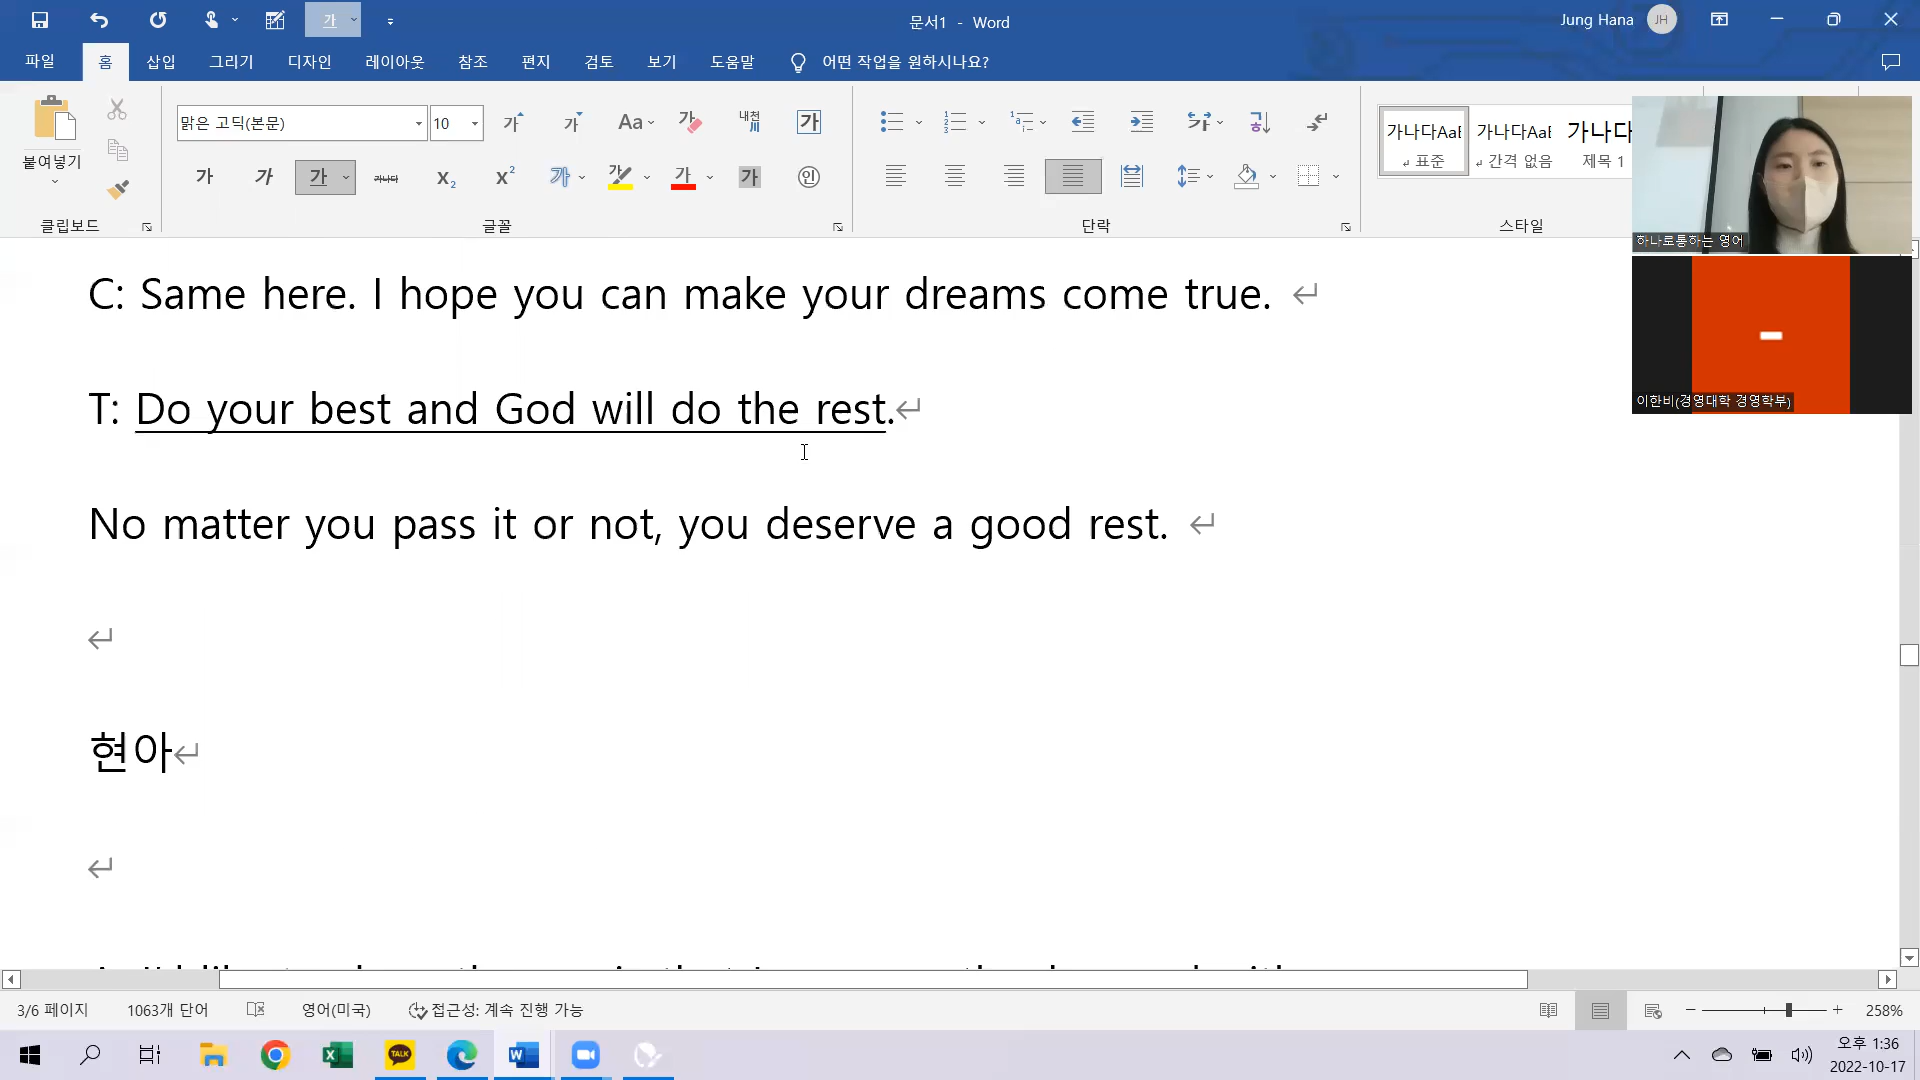 문서1 - Word
Jung Hana
JH
파일 홈 삽입 그리기 디자인 레이아웃 참조 편지 검토 보기 도움말 어떤 작업을 원하시나요?
붙여넣기
맑은 고딕(본문) 10
가나다AaB
표준
가나다AaB
간격 없음
가나다
제목 1
클립보드 글꼴 단락 스타일
하나로통하는 영어
이한비(경영대학 경영학부)
C: Same here. I hope you can make your dreams come true.
T: Do your best and God will do the rest.
No matter you pass it or not, you deserve a good rest.
현아
3/6 페이지 1063개 단어 영어(미국) 접근성: 계속 진행 가능 258%
TALK
오후 1:36
2022-10-17